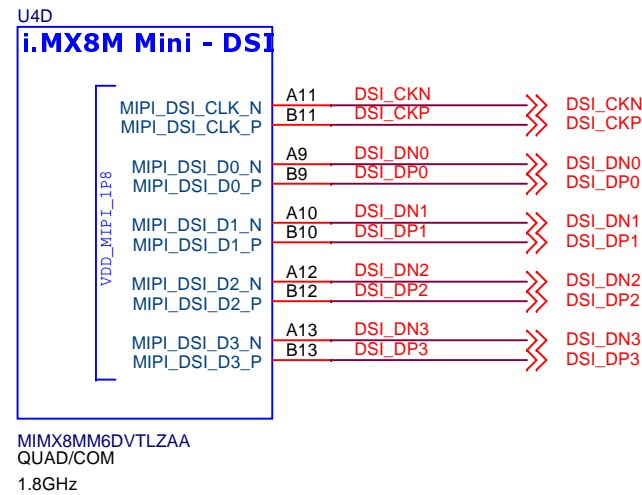 U4D
i.MX8M Mini - DSI
VDD_MIPI_1P8
MIPI_DSI_CLK_N A11 DSI_CKN DSI_CKN
MIPI_DSI_CLK_P B11 DSI_CKP DSI_CKP
MIPI_DSI_D0_N A9 DSI_DN0 DSI_DN0
MIPI_DSI_D0_P B9 DSI_DP0 DSI_DP0
MIPI_DSI_D1_N A10 DSI_DN1 DSI_DN1
MIPI_DSI_D1_P B10 DSI_DP1 DSI_DP1
MIPI_DSI_D2_N A12 DSI_DN2 DSI_DN2
MIPI_DSI_D2_P B12 DSI_DP2 DSI_DP2
MIPI_DSI_D3_N A13 DSI_DN3 DSI_DN3
MIPI_DSI_D3_P B13 DSI_DP3 DSI_DP3
MIMX8MM6DVTLZAA
QUAD/COM
1.8GHz